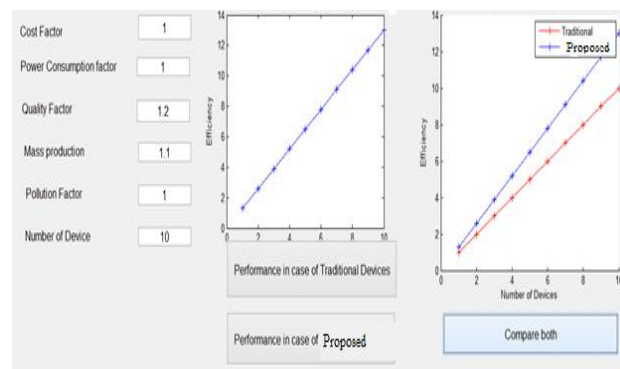 Cost Factor
1
Power Consumption factor
1
Quality Factor
1.2
Mass production
1.1
Pollution Factor
1
Number of Device
10
14
12
10
8
6
4
2
0
Efficiency
0 2 4 6 8 10
Performance in case of Traditional Devices
Performance in case of Proposed
14
12
10
8
6
4
2
0
Efficiency
0 2 4 6 8 10
Number of Devices
Traditional
Proposed
Compare both